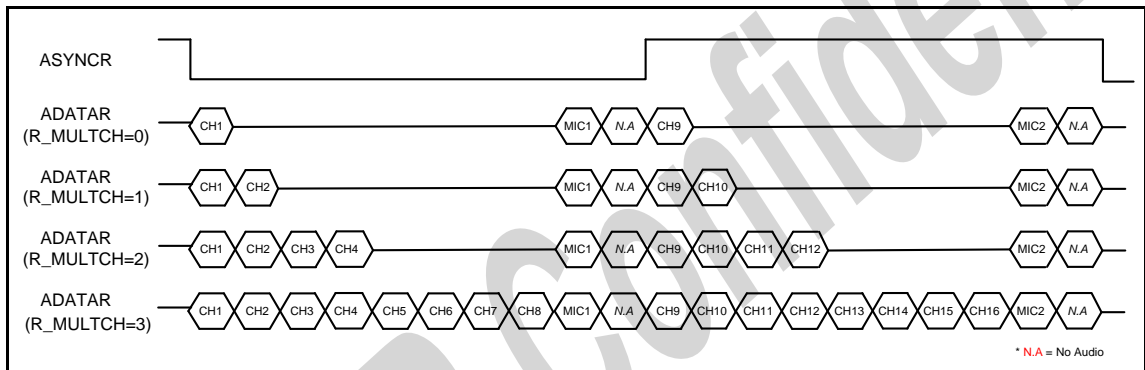 ASYNCR
ADATAR
(R_MULTCH=0)
CH1 MIC1 N.A CH9 MIC2 N.A
ADATAR
(R_MULTCH=1)
CH1 CH2 MIC1 N.A CH9 CH10 MIC2 N.A
ADATAR
(R_MULTCH=2)
CH1 CH2 CH3 CH4 MIC1 N.A CH9 CH10 CH11 CH12 MIC2 N.A
ADATAR
(R_MULTCH=3)
CH1 CH2 CH3 CH4 CH5 CH6 CH7 CH8 MIC1 N.A CH9 CH10 CH11 CH12 CH13 CH14 CH15 CH16 MIC2 N.A
* N.A = No Audio